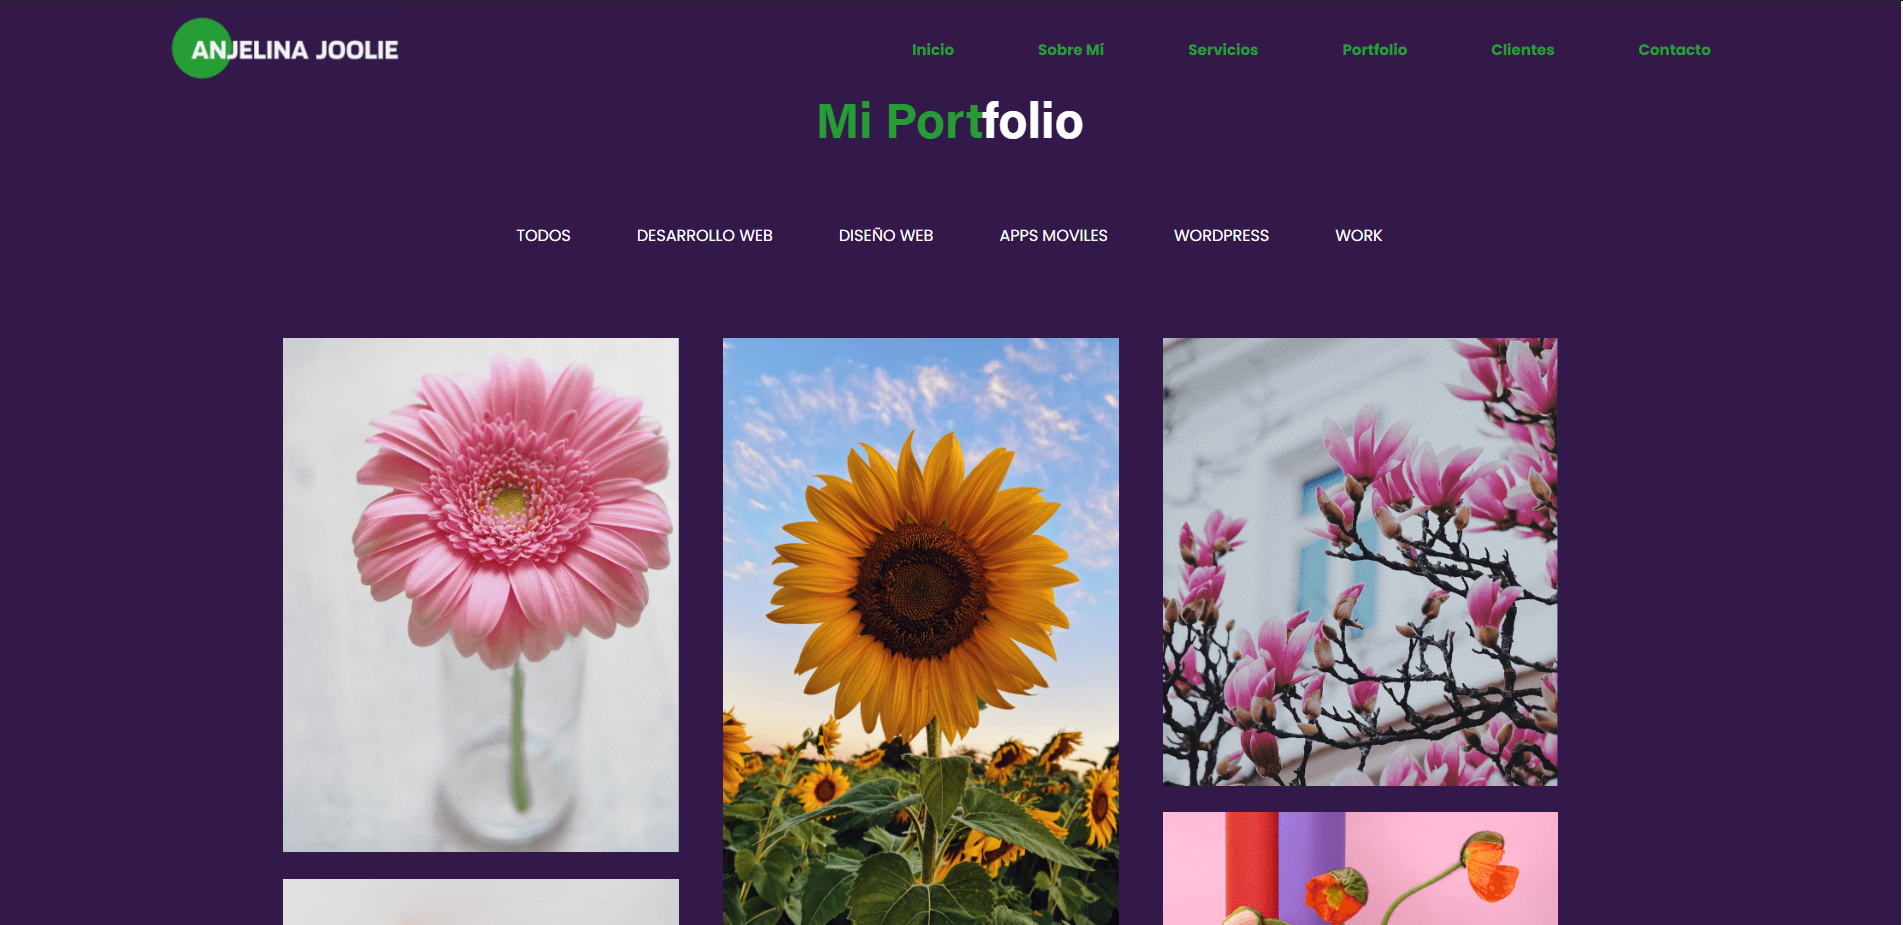 ANJELINA JOOLIE
Inicio Sobre Mí Servicios Portfolio Clientes Contacto
Mi Portfolio
TODOS DESARROLLO WEB DISEÑO WEB APPS MOVILES WORDPRESS WORK